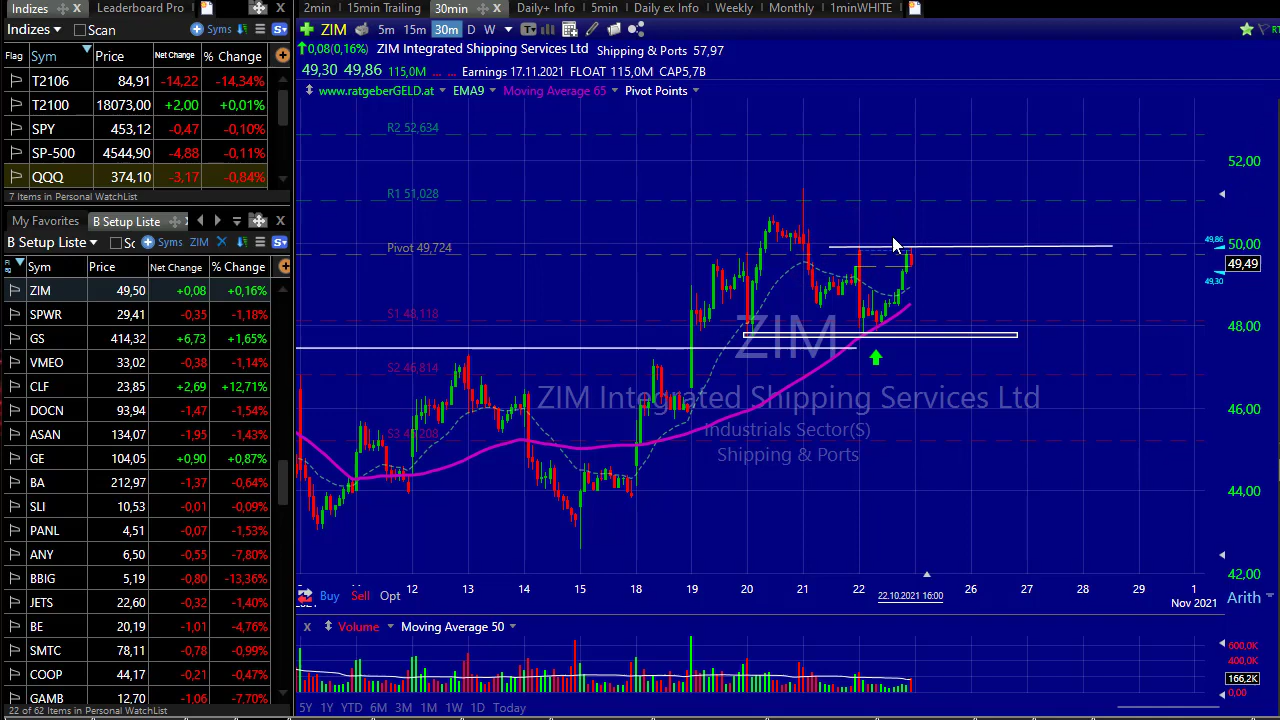 Indizes
Leaderboard Pro
2min
15min Trailing
30min
Daily+ Info
5min
Daily ex Info
Weekly
Monthly
1minWHITE
Indizes Scan Syms
Flag Sym Price Net Change % Change
T2106 84,91 -14,22 -14,34%
T2100 18073,00 +2,00 +0,01%
SPY 453,12 -0,47 -0,10%
SP-500 4544,90 -4,88 -0,11%
QQQ 374,10 -3,17 -0,84%
7 Items in Personal WatchList
My Favorites B Setup Liste
B Setup Liste Sc Syms ZIM
Sym Price Net Change % Change
ZIM 49,50 +0,08 +0,16%
SPWR 29,41 -0,35 -1,18%
GS 414,22 +6,73 +1,65%
VMEO 33,02 -0,38 -1,14%
CLF 23,85 +2,69 +12,71%
DOCN 93,94 -1,47 -1,54%
ASAN 134,07 -1,95 -1,43%
GE 104,05 +0,90 +0,87%
BA 212,97 -1,37 -0,64%
SLI 10,53 -0,01 -0,09%
PANL 4,51 -0,07 -1,53%
ANY 6,50 -0,55 -7,80%
BBIG 5,19 -0,80 -13,36%
JETS 22,60 -0,32 -1,40%
BE 20,19 -1,01 -4,76%
SMTC 78,11 -0,78 -0,99%
COOP 44,17 -0,21 -0,47%
GAMB 12,70 -1,06 -7,70%
22 of 62 Items in Personal WatchList
ZIM 5m 15m 30m D W
0,08(0,16%) ZIM Integrated Shipping Services Ltd Shipping & Ports 57,97
49,30 49,86 115,0M ... ... Earnings 17.11.2021 FLOAT 115,0M CAP5,7B
www.ratgeberGELD.at EMA9 Moving Average 65 Pivot Points
R2 52,634
52,00
R1 51,028
50,00
Pivot 49,724
49,86
49,49
49,30
S1 48,118
48,00
S2 46,814
46,00
44,00
42,00
ZIM
ZIM Integrated Shipping Services Ltd
Industrials Sector(S)
Shipping & Ports
12 13 14 15 18 19 20 21 22 26 27 28 29 1
Buy Sell Opt
22.10.2021 16:00
Nov 2021
Arith
X Volume Moving Average 50
600,0K
400,0K
166,2K
0,00
5Y 1Y YTD 6M 3M 1M 1W 1D Today